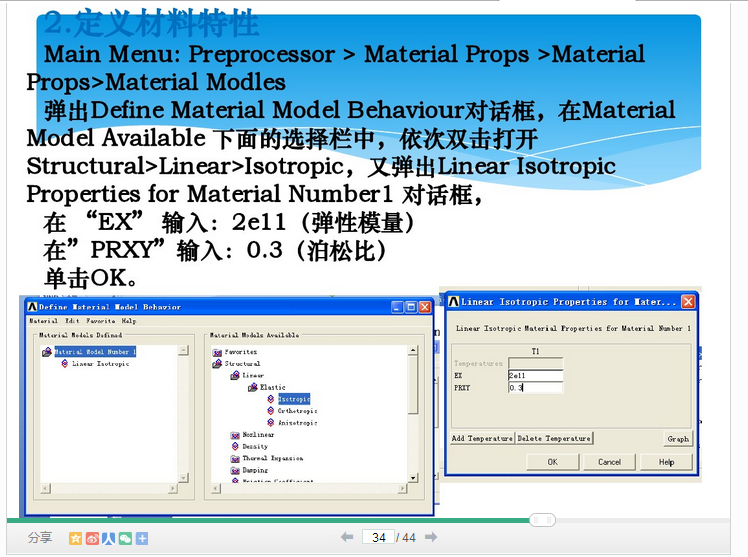 2.定义材料特性
Main Menu: Preprocessor > Material Props >Material
Props>Material Modles
弹出Define Material Model Behaviour对话框，在Material
Model Available 下面的选择栏中，依次双击打开
Structural>Linear>Isotropic，又弹出Linear Isotropic
Properties for Material Number1 对话框，
在 “EX” 输入：2e11（弹性模量）
在”PRXY”输入：0.3（泊松比）
单击OK。
Define Material Model Behavior
Material Edit Favorite Help
Material Models Defined
Material Model Number 1
Linear Isotropic
Material Models Available
Favorites
Structural
Linear
Elastic
Isotropic
Orthotropic
Anisotropic
Nonlinear
Density
Thermal Expansion
Damping
Friction Coefficient
Linear Isotropic Properties for Mater...
Linear Isotropic Material Properties for Material Number 1
T1
Temperatures
EX 2e11
PRXY 0.3
Add Temperature Delete Temperature Graph
OK Cancel Help
分享 34 / 44